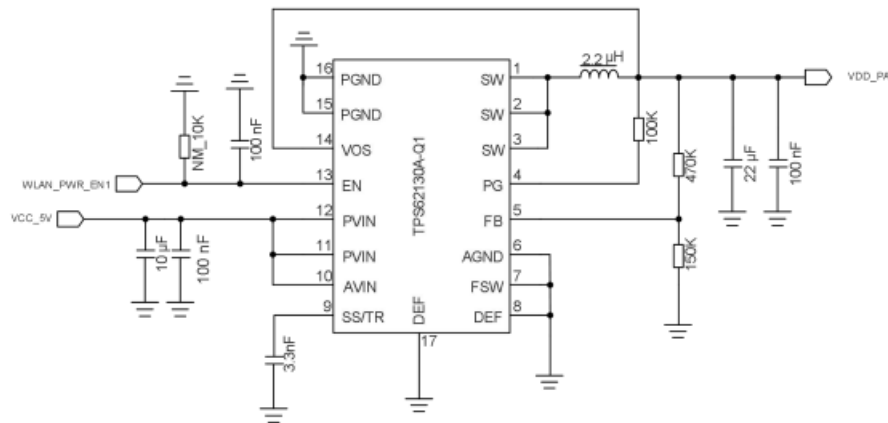 2.2 µH
VDD_PA
16
PGND
SW
1
15
PGND
SW
2
14
VOS
SW
3
13
EN
PG
4
12
PVIN
FB
5
11
PVIN
AGND
6
10
AVIN
FSW
7
9
SS/TR
DEF
8
DEF
17
TPS62130A-Q1
NM_10K
100 nF
WLAN_PWR_EN1
VCC_5V
10 µF
100 nF
3.3nF
100K
470K
150K
22 µF
100 nF